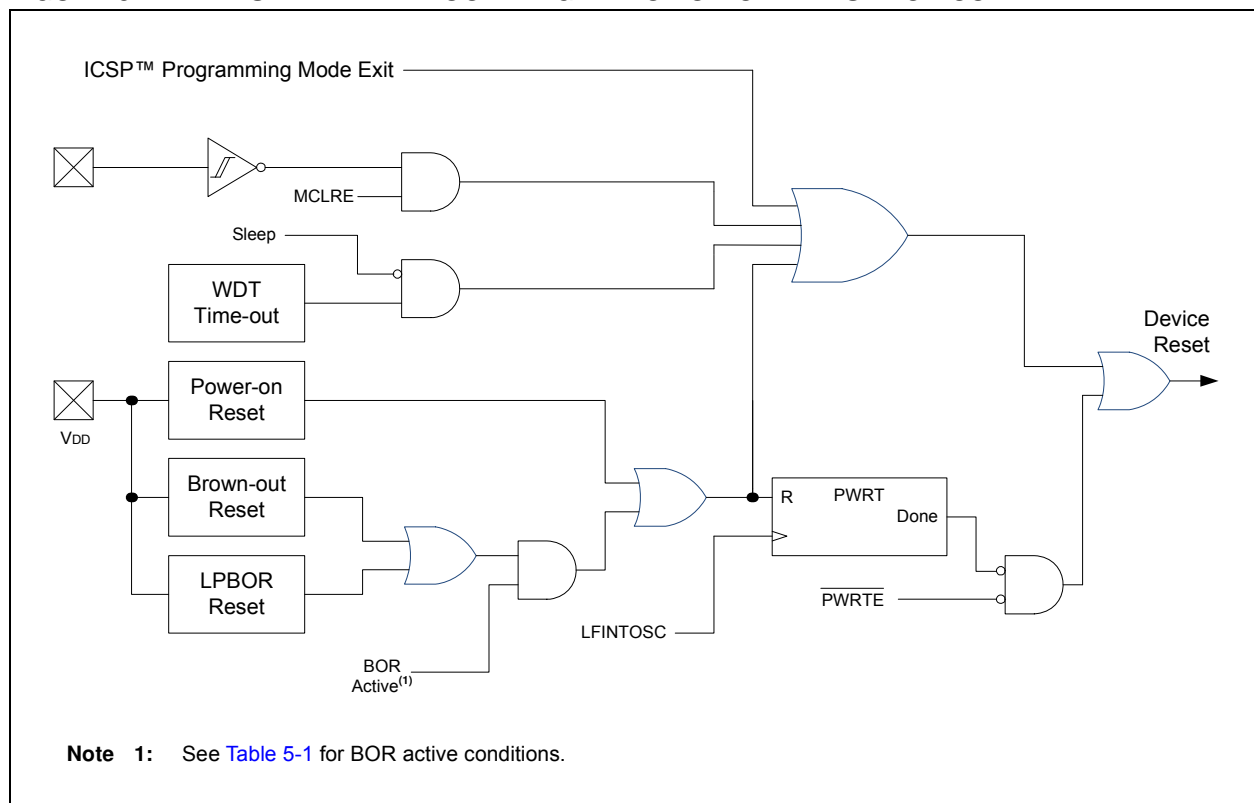 ICSP™ Programming Mode Exit
MCLRE
Sleep
WDT
Time-out
Device
Reset
Power-on
Reset
VDD
Brown-out
Reset
R PWRT
Done
LPBOR
Reset
PWRTE
LFINTOSC
BOR
Active(1)
Note 1: See Table 5-1 for BOR active conditions.